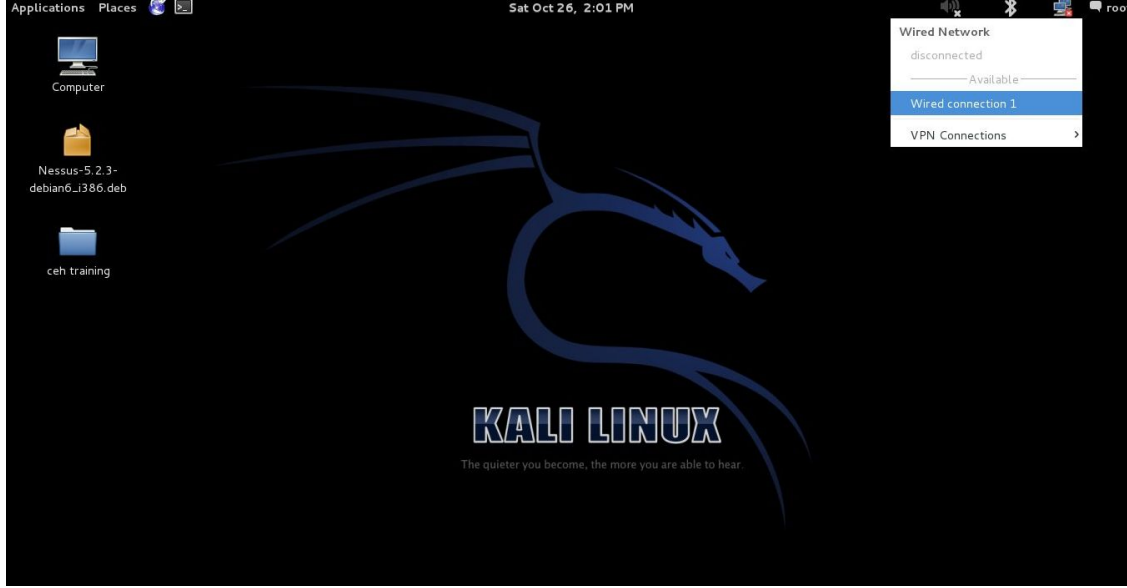 Applications Places Sat Oct 26, 2:01 PM
Wired Network
disconnected
Available
Wired connection 1
VPN Connections
Computer
Nessus-5.2.3-
debian6_i386.deb
ceh training
KALI LINUX
The quieter you become, the more you are able to hear.